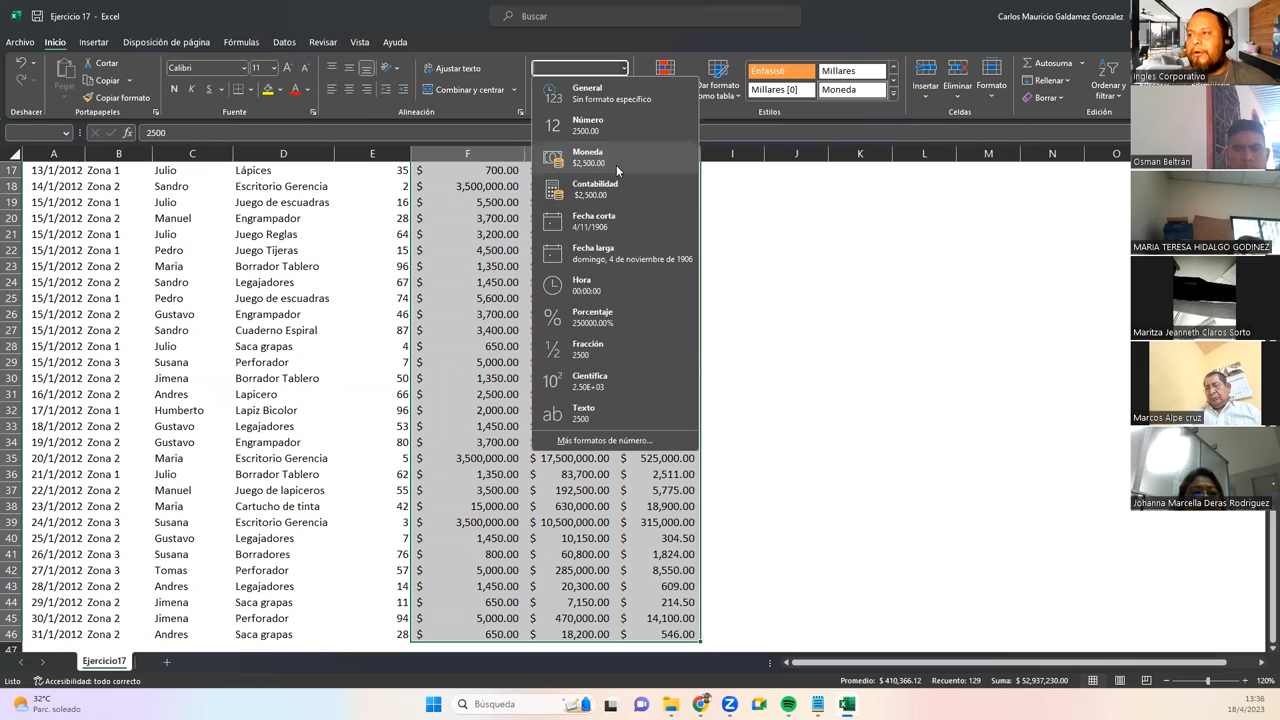 Ejercicio 17 - Excel
Buscar
Carlos Mauricio Galdamez Gonzalez
Archivo Inicio Insertar Disposición de página Fórmulas Datos Revisar Vista Ayuda
Cortar
Copiar
Copiar formato
Deshacer
Portapapeles
Calibri 11
Fuente
Ajustar texto
Alineación
Dar formato
como tabla
Énfasis6 Millares
Millares [0] Moneda
Estilos
Insertar Eliminar
Celdas
Autosuma
Rellenar
Borrar
Ordenar y
filtrar
2500
General
Sin formato específico
Número
2500.00
Moneda
$2,500.00
Contabilidad
$2,500.00
Fecha corta
4/11/1906
Fecha larga
domingo, 4 de noviembre de 1906
Hora
00:00:00
Porcentaje
250000.00%
Fracción
2500
Científica
2.50E+03
Texto
2500
Más formatos de número...
A B C D E F I J K L M N O
17 13/1/2012 Zona 1 Julio Lápices 35 $ 700.00
18 14/1/2012 Zona 2 Sandro Escritorio Gerencia 2 $ 3,500,000.00
19 15/1/2012 Zona 1 Julio Juego de escuadras 16 $ 5,500.00
20 15/1/2012 Zona 2 Manuel Engrampador 28 $ 3,700.00
21 15/1/2012 Zona 1 Julio Juego Reglas 64 $ 3,200.00
22 15/1/2012 Zona 1 Pedro Juego Tijeras 15 $ 4,500.00
23 15/1/2012 Zona 2 Maria Borrador Tablero 96 $ 1,350.00
24 15/1/2012 Zona 2 Sandro Legajadores 67 $ 1,450.00
25 15/1/2012 Zona 1 Pedro Juego de escuadras 74 $ 5,600.00
26 15/1/2012 Zona 2 Gustavo Engrampador 46 $ 3,700.00
27 15/1/2012 Zona 2 Sandro Cuaderno Espiral 87 $ 3,400.00
28 15/1/2012 Zona 1 Julio Saca grapas 4 $ 650.00
29 15/1/2012 Zona 3 Susana Perforador 7 $ 5,000.00
30 15/1/2012 Zona 2 Jimena Borrador Tablero 50 $ 1,350.00
31 16/1/2012 Zona 2 Andres Lapicero 66 $ 2,500.00
32 17/1/2012 Zona 1 Humberto Lapiz Bicolor 96 $ 2,000.00
33 18/1/2012 Zona 2 Gustavo Legajadores 53 $ 1,450.00
34 19/1/2012 Zona 2 Gustavo Engrampador 80 $ 3,700.00
35 20/1/2012 Zona 2 Maria Escritorio Gerencia 5 $ 3,500,000.00 $ 17,500,000.00 $ 525,000.00
36 21/1/2012 Zona 1 Julio Borrador Tablero 62 $ 1,350.00 $ 83,700.00 $ 2,511.00
37 22/1/2012 Zona 2 Manuel Juego de lapiceros 55 $ 3,500.00 $ 192,500.00 $ 5,775.00
38 23/1/2012 Zona 2 Maria Cartucho de tinta 42 $ 15,000.00 $ 630,000.00 $ 18,900.00
39 24/1/2012 Zona 3 Susana Escritorio Gerencia 3 $ 3,500,000.00 $ 10,500,000.00 $ 315,000.00
40 25/1/2012 Zona 2 Gustavo Legajadores 7 $ 1,450.00 $ 10,150.00 $ 304.50
41 26/1/2012 Zona 3 Susana Borradores 76 $ 800.00 $ 60,800.00 $ 1,824.00
42 27/1/2012 Zona 3 Tomas Perforador 57 $ 5,000.00 $ 285,000.00 $ 8,550.00
43 28/1/2012 Zona 2 Andres Legajadores 14 $ 1,450.00 $ 20,300.00 $ 609.00
44 29/1/2012 Zona 2 Jimena Saca grapas 11 $ 650.00 $ 7,150.00 $ 214.50
45 30/1/2012 Zona 2 Jimena Perforador 94 $ 5,000.00 $ 470,000.00 $ 14,100.00
46 31/1/2012 Zona 2 Andres Saca grapas 28 $ 650.00 $ 18,200.00 $ 546.00
47
Ejercicio17
Listo Accesibilidad: todo correcto
Promedio: $ 410,366.12 Recuento: 129 Suma: $ 52,937,230.00
120%
32°C
Parc. soleado
Búsqueda
13:36
18/4/2023
Ingles Corporativo
Osman Beltrán
MARIA TERESA HIDALGO GODINEZ
Maritza Jeanneth Claros Sorto
Marcos Alpe cruz
Johanna Marcella Deras Rodríguez